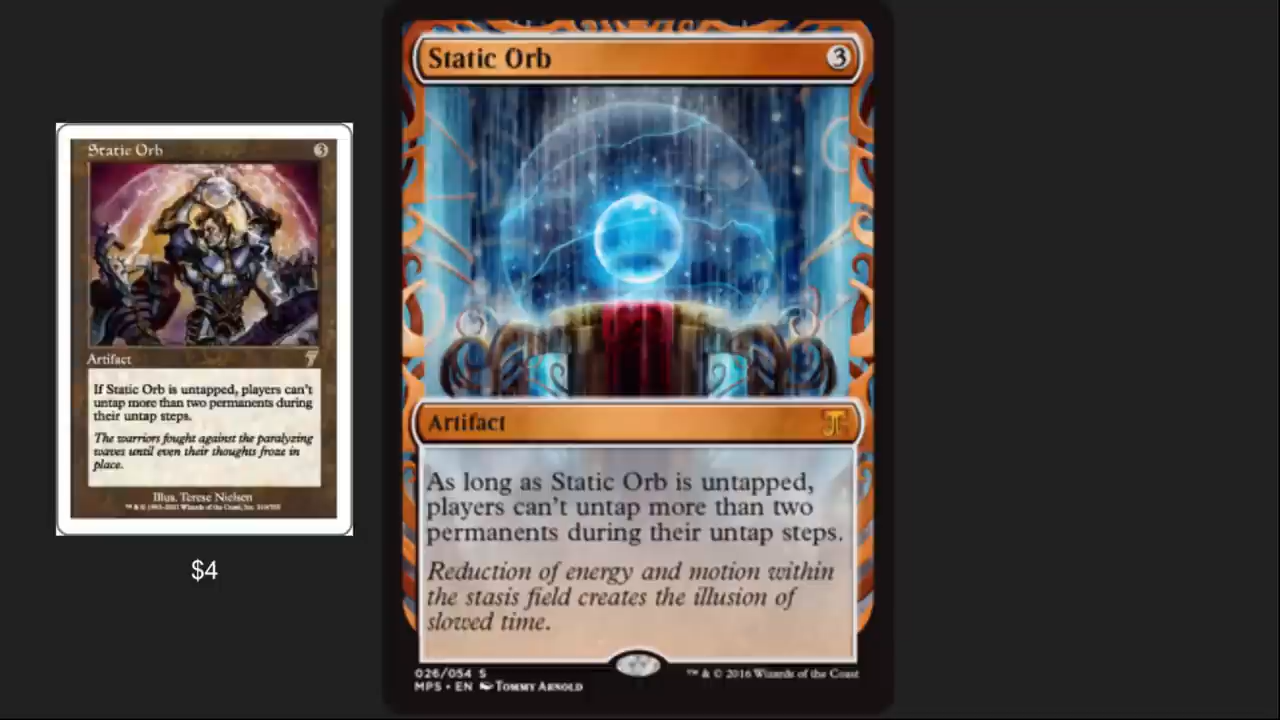 Static Orb
3
Artifact
If Static Orb is untapped, players can't
untap more than two permanents during
their untap steps.
The warriors fought against the paralyzing
waves until even their thoughts froze in
place.
Illus. Terese Nielsen
$4
Static Orb
3
Artifact
As long as Static Orb is untapped,
players can't untap more than two
permanents during their untap steps.
Reduction of energy and motion within
the stasis field creates the illusion of
slowed time.
026/054 S
MPS • EN Tommy Arnold
™ & © 2016 Wizards of the Coast